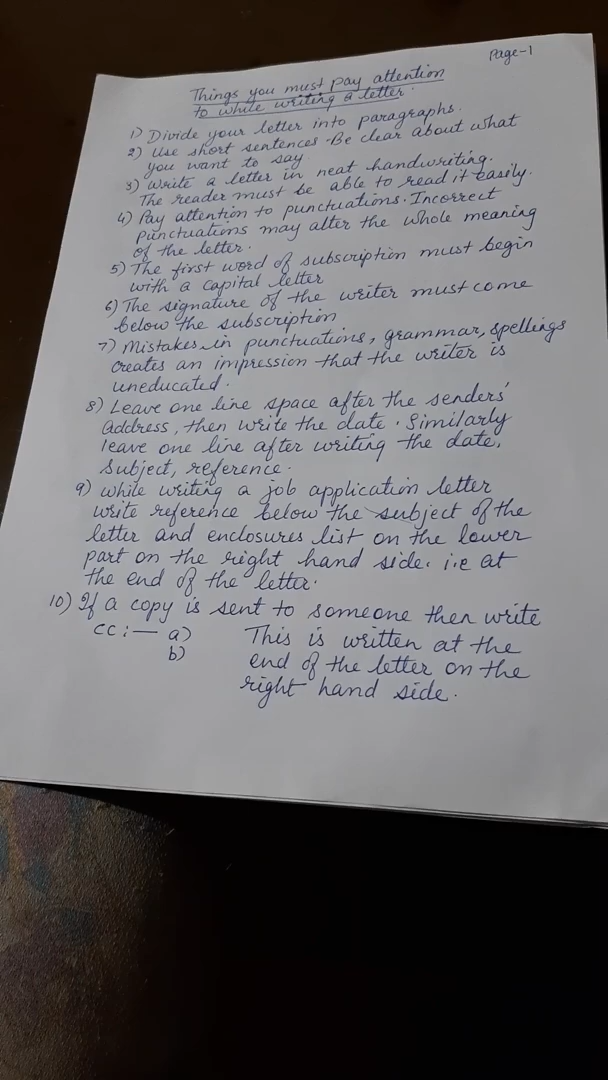 Page-1
Things you must pay attention
to while writing a letter.
1) Divide your letter into paragraphs.
2) Use short sentences. Be clear about what
you want to say
3) Write a letter in neat handwriting.
The reader must be able to read it easily.
4) Pay attention to punctuations. Incorrect
punctuations may alter the whole meaning
of the letter.
5) The first word of subscription must begin
with a capital letter
6) The signature of the writer must come
below the subscription
7) Mistakes in punctuations, grammar, spellings
creates an impression that the writer is
uneducated.
8) Leave one line space after the senders'
address, then write the date. Similarly
leave one line after writing the date,
subject, reference.
9) while writing a job application letter
write reference below the subject of the
letter and enclosures list on the lower
part on the right hand side. i.e at
the end of the letter.
10) If a copy is sent to someone then write
cc:— a) This is written at the
b) end of the letter on the
right hand side.